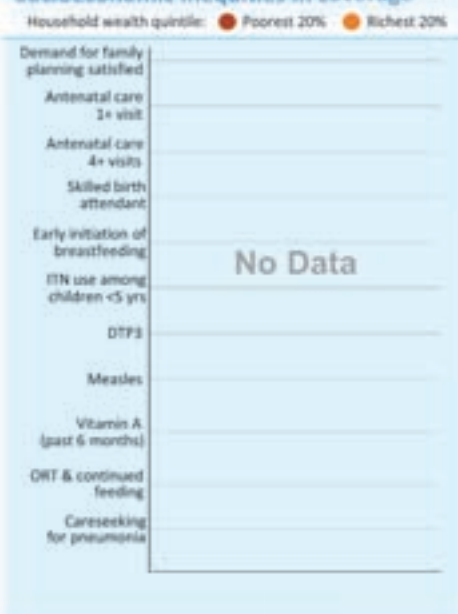 Household wealth quintile: Poorest 20% Richest 20%
Demand for family
planning satisfied
Antenatal care
1+ visit
Antenatal care
4+ visits
Skilled birth
attendant
Early initiation of
breastfeeding
ITN use among
children <5 yrs
DTP3
Measles
Vitamin A
(past 6 months)
ORT & continued
feeding
Careseeking
for pneumonia
No Data